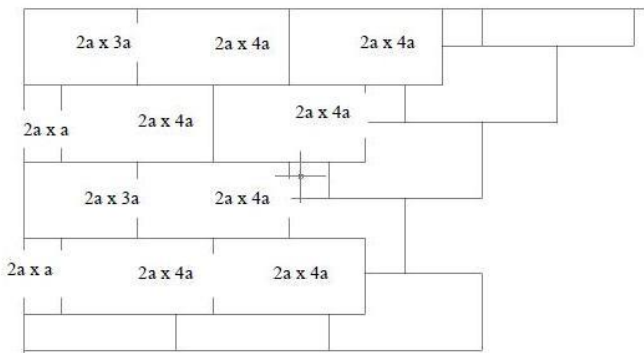 2a x 3a 2a x 4a 2a x 4a
2a x a 2a x 4a 2a x 4a
2a x 3a 2a x 4a
2a x a 2a x 4a 2a x 4a